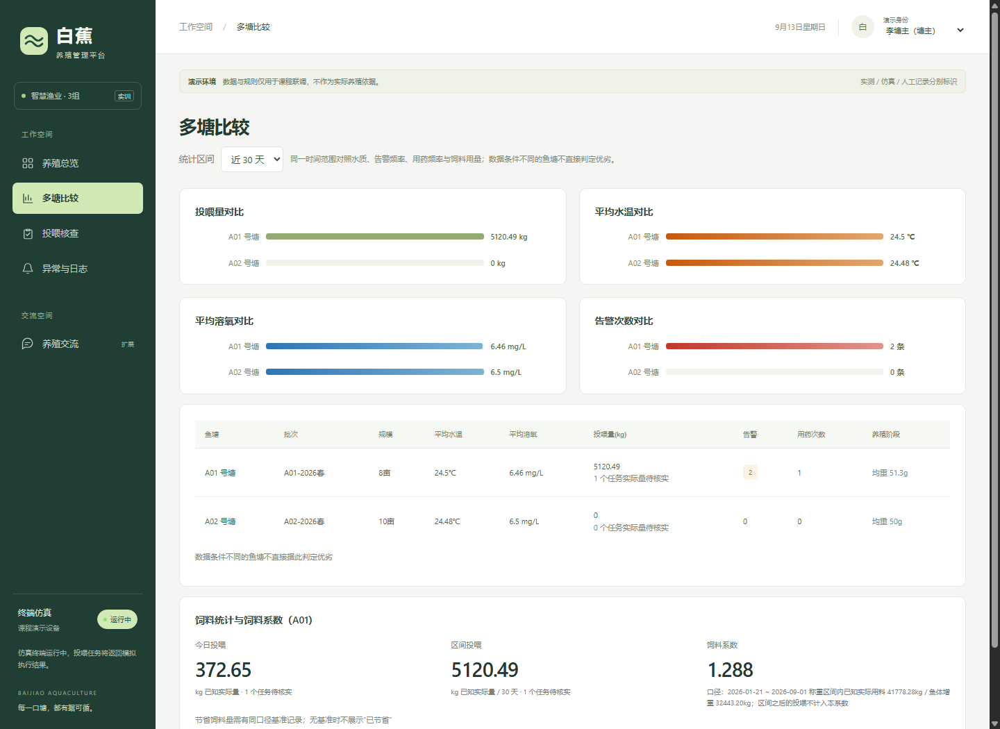 白蕉
养殖管理平台
智慧渔业 · 3组
实训
工作空间
养殖总览
多塘比较
投喂核查
异常与日志
交流空间
养殖交流
扩展
终端仿真
课程演示设备
运行中
仿真终端运行中，投喂任务将返回模拟
执行结果。
BAIJIAO AQUACULTURE
每一口塘，都有据可循。
工作空间 / 多塘比较
9月13日星期日
白
演示身份
李塘主（塘主）
演示环境 数据与规则仅用于课程联调，不作为实际养殖依据。
实测 / 仿真 / 人工记录分别标识
多塘比较
统计区间 近 30 天 同一时间范围对照水质、告警频率、用药频率与饲料用量；数据条件不同的鱼塘不直接判定优劣。
投喂量对比
A01 号塘 5120.49 kg
A02 号塘 0 kg
平均水温对比
A01 号塘 24.5 ℃
A02 号塘 24.48 ℃
平均溶氧对比
A01 号塘 6.46 mg/L
A02 号塘 6.5 mg/L
告警次数对比
A01 号塘 2 条
A02 号塘 0 条
鱼塘 批次 规模 平均水温 平均溶氧 投喂量(kg) 告警 用药次数 养殖阶段
A01 号塘 A01-2026春 8亩 24.5℃ 6.46 mg/L 5120.49 2 1 均重 51.3g
1 个任务实际量待核实
A02 号塘 A02-2026春 10亩 24.48℃ 6.5 mg/L 0 0 0 均重 50g
0 个任务实际量待核实
数据条件不同的鱼塘不直接据此判定优劣
饲料统计与饲料系数（A01）
今日投喂
372.65
kg 已知实际量 · 1 个任务待核实
区间投喂
5120.49
kg 已知实际量 / 30 天 · 1 个任务待核实
饲料系数
1.288
口径：2026-01-21 ~ 2026-09-01 称重区间内已知实际用料 41778.28kg / 鱼体增
重 32443.20kg；区间之后的投喂不计入本系数
节省饲料量需有同口径基准记录；无基准时不展示"已节省"